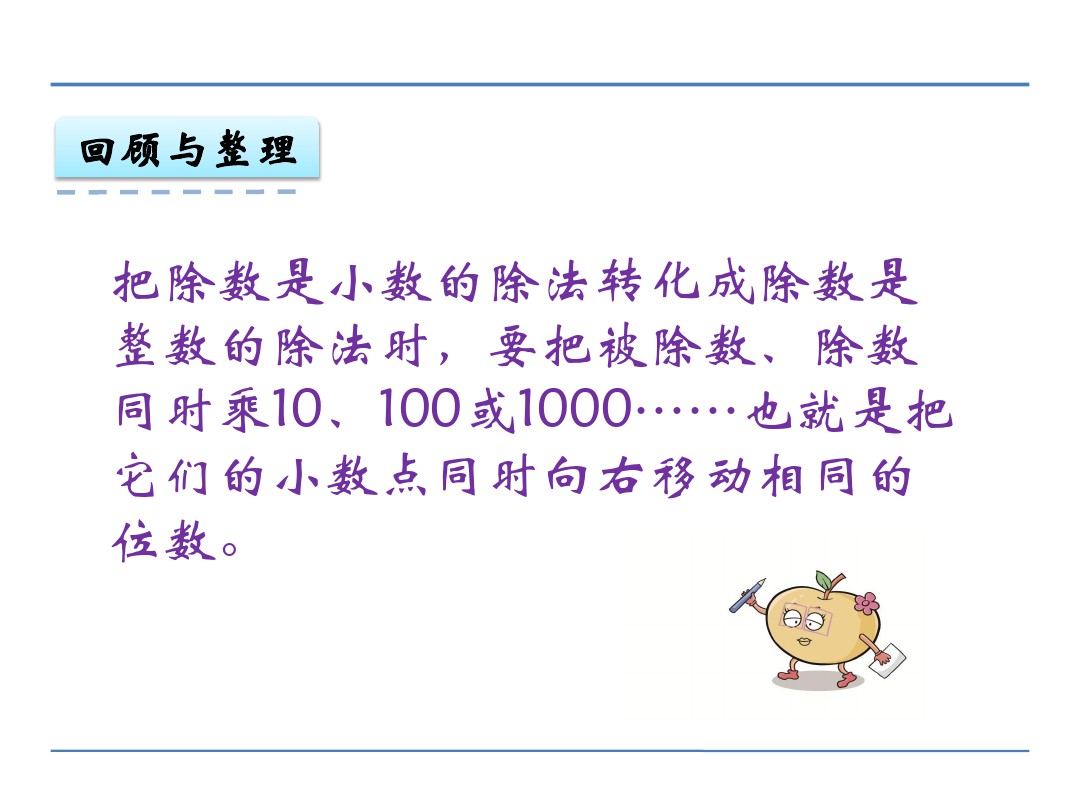 回顾与整理
把除数是小数的除法转化成除数是
整数的除法时，要把被除数、除数
同时乘10、100或1000……也就是把
它们的小数点同时向右移动相同的
位数。